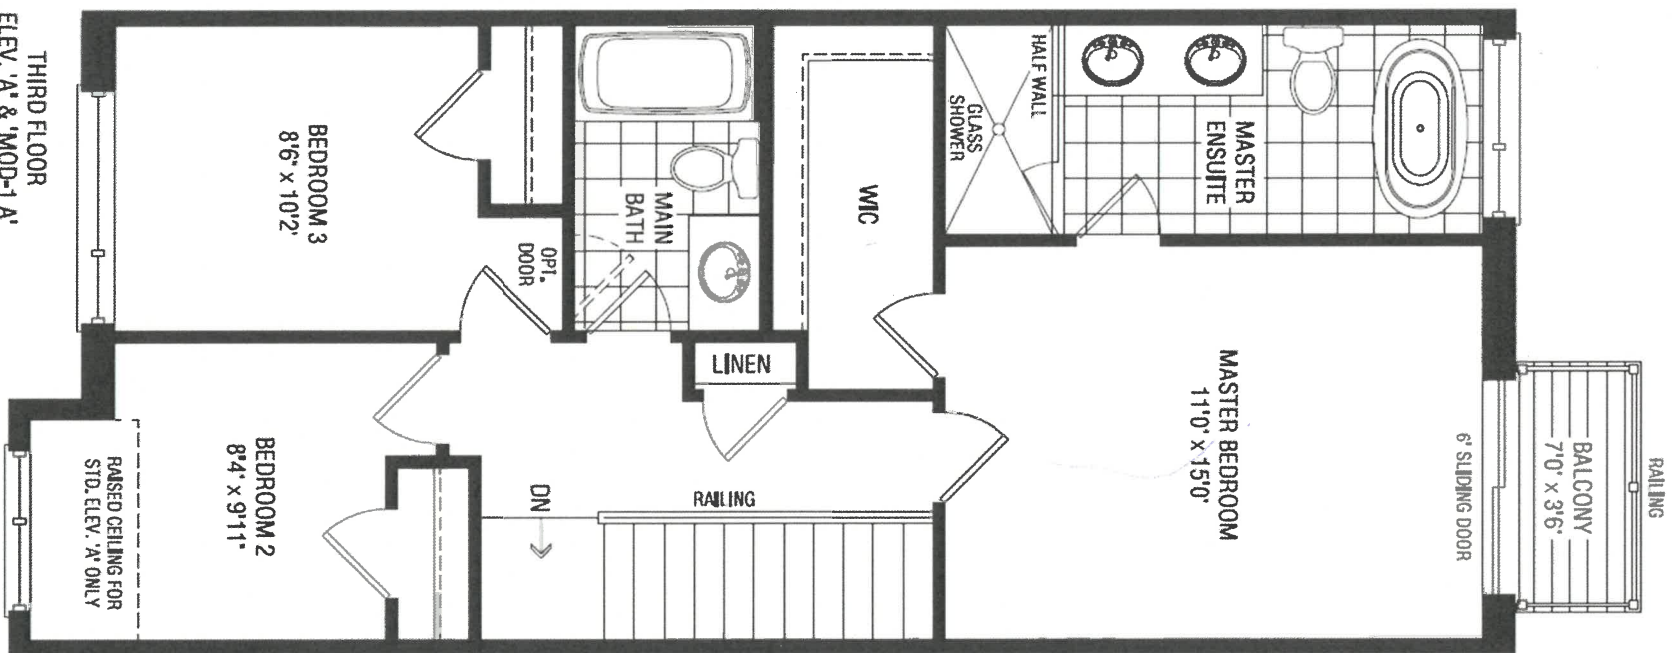 RAILING
BALCONY
7'0" x 3'6"
6' SLIDING DOOR
MASTER
ENSUITE
HALF WALL
GLASS
SHOWER
MASTER BEDROOM
11'0" x 15'0"
WIC
LINEN
RAILING
MAIN
BATH
OPT.
DOOR
DN
BEDROOM 3
8'6" x 10'2"
BEDROOM 2
8'4" x 9'11"
RAISED CEILING FOR
STD. ELEV. 'A' ONLY
THIRD FLOOR
ELEV. 'A' & 'MOD-1 A'